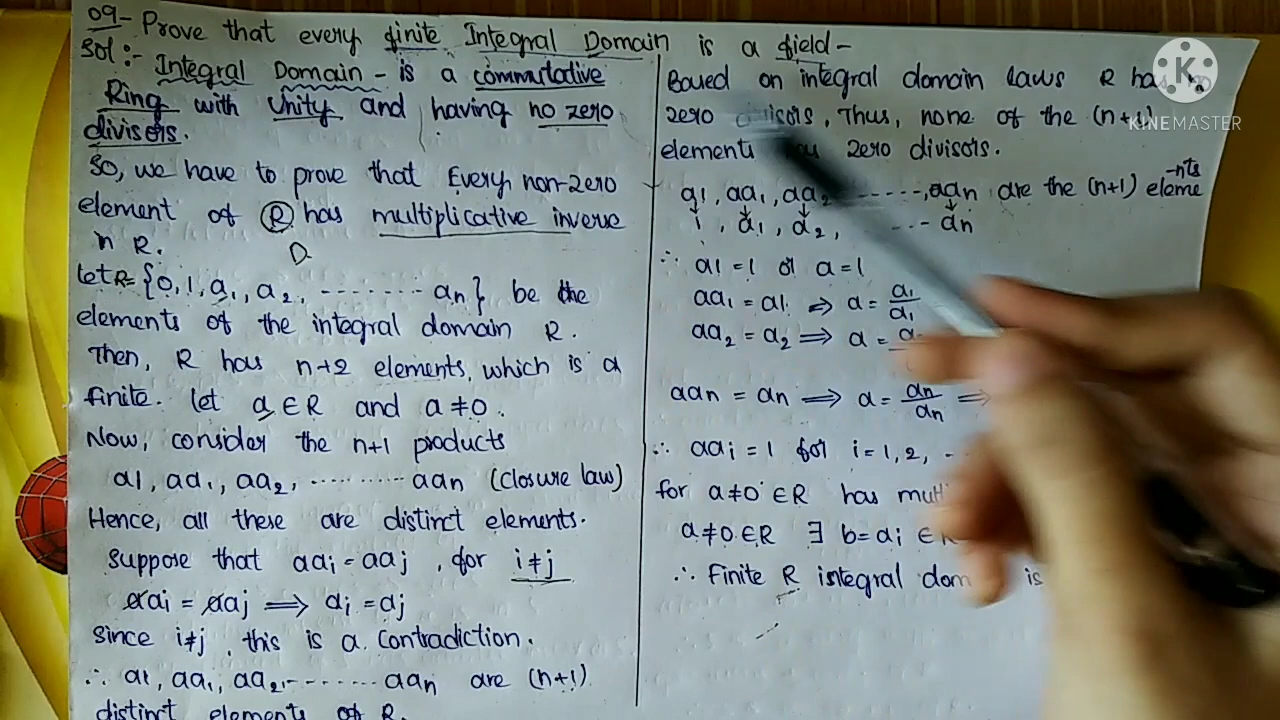 09- Prove that every finite Integral Domain is a field-
Sol:- Integral Domain - is a commutative
Ring with Unity and having no zero
divisors.
So, we have to prove that Every non-zero
element of R has multiplicative inverse
in R.
D
let R= {0, 1, a1, a2, ........ an} be the
elements of the integral domain R.
Then, R has n+2 elements, which is a
finite. let a ∈ R and a ≠ 0.
Now, consider the n+1 products
a1, aa1, aa2, .......... aan (closure law)
Hence, all these are distinct elements.
Suppose that aai = aaj, for i≠j
aai = aaj ⟹ ai = aj
Since i≠j, this is a contradiction.
∴ a1, aa1, aa2, ........ aan are (n+1)
distinct elements of R.
Based on integral domain laws R
zero divisors, Thus, none of the (n+1)
elements zero divisors.
a1, aa1, aa2 ......, aan are the (n+1) eleme-nts
↓ ↓ ↓ ↓
1, a1, a2, ... an
∴ a1 = 1 or a = 1
aa1 = a1 ⟹ a = a1/a1
aa2 = a2 ⟹ a =
aan = an ⟹ a = an/an ⟹
∴ aai = 1 for i = 1, 2, -
for a≠0 ∈ R has
a≠0 ∈ R ∃ b = ai ∈
∴ Finite R integral is
K
KINEMASTER